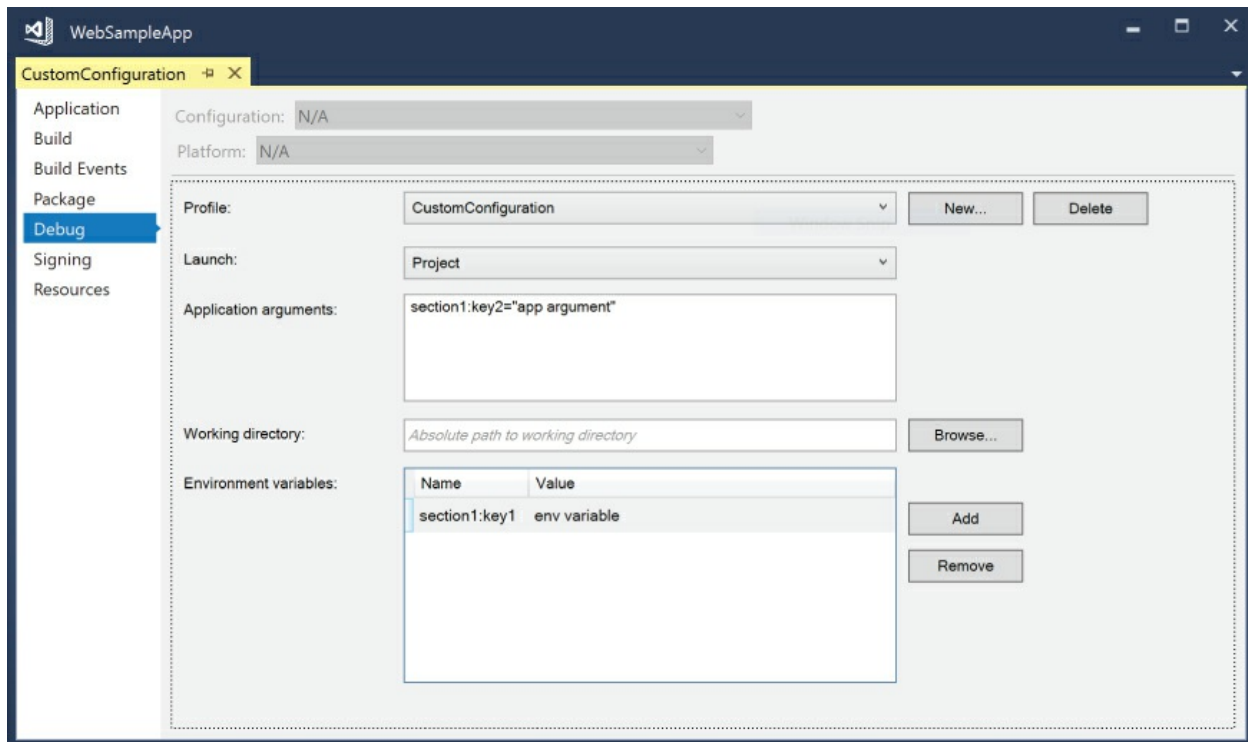 WebSampleApp
CustomConfiguration
Application
Build
Build Events
Package
Debug
Signing
Resources
Configuration: N/A
Platform: N/A
Profile: CustomConfiguration New... Delete
Launch: Project
Application arguments: section1:key2="app argument"
Working directory: Absolute path to working directory Browse...
Environment variables: Name Value
section1:key1 env variable
Add
Remove